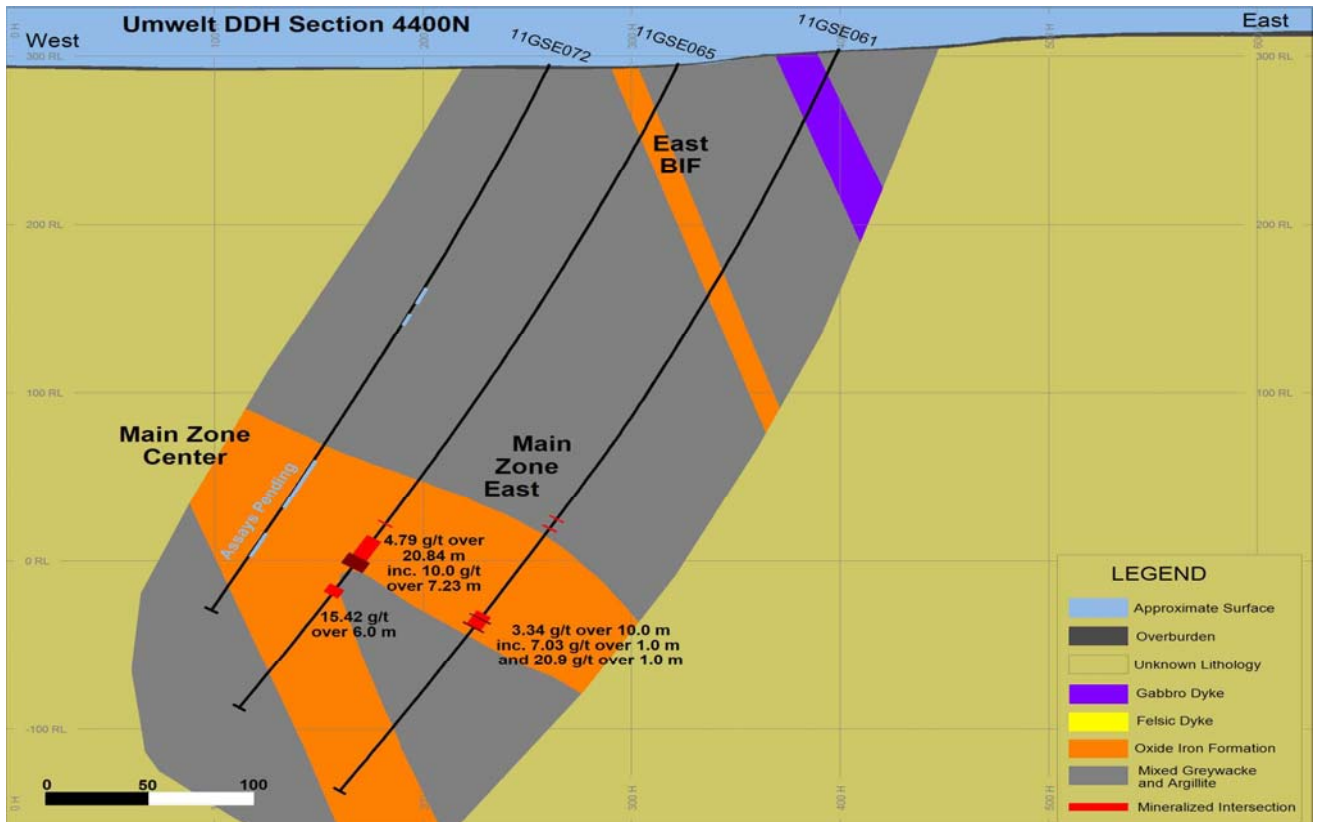 Umwelt DDH Section 4400N
West
East
11GSE072
11GSE065
11GSE061
300 RL
300 RL
East
BIF
200 RL
200 RL
100 RL
100 RL
Main Zone
Center
Main
Zone
East
Assays Pending
4.79 g/t over
20.84 m
inc. 10.0 g/t
over 7.23 m
0 RL
15.42 g/t
over 6.0 m
3.34 g/t over 10.0 m
inc. 7.03 g/t over 1.0 m
and 20.9 g/t over 1.0 m
-100 RL
0 50 100
300 H
400 H
LEGEND
Approximate Surface
Overburden
Unknown Lithology
Gabbro Dyke
Felsic Dyke
Oxide Iron Formation
Mixed Greywacke
and Argillite
Mineralized Intersection